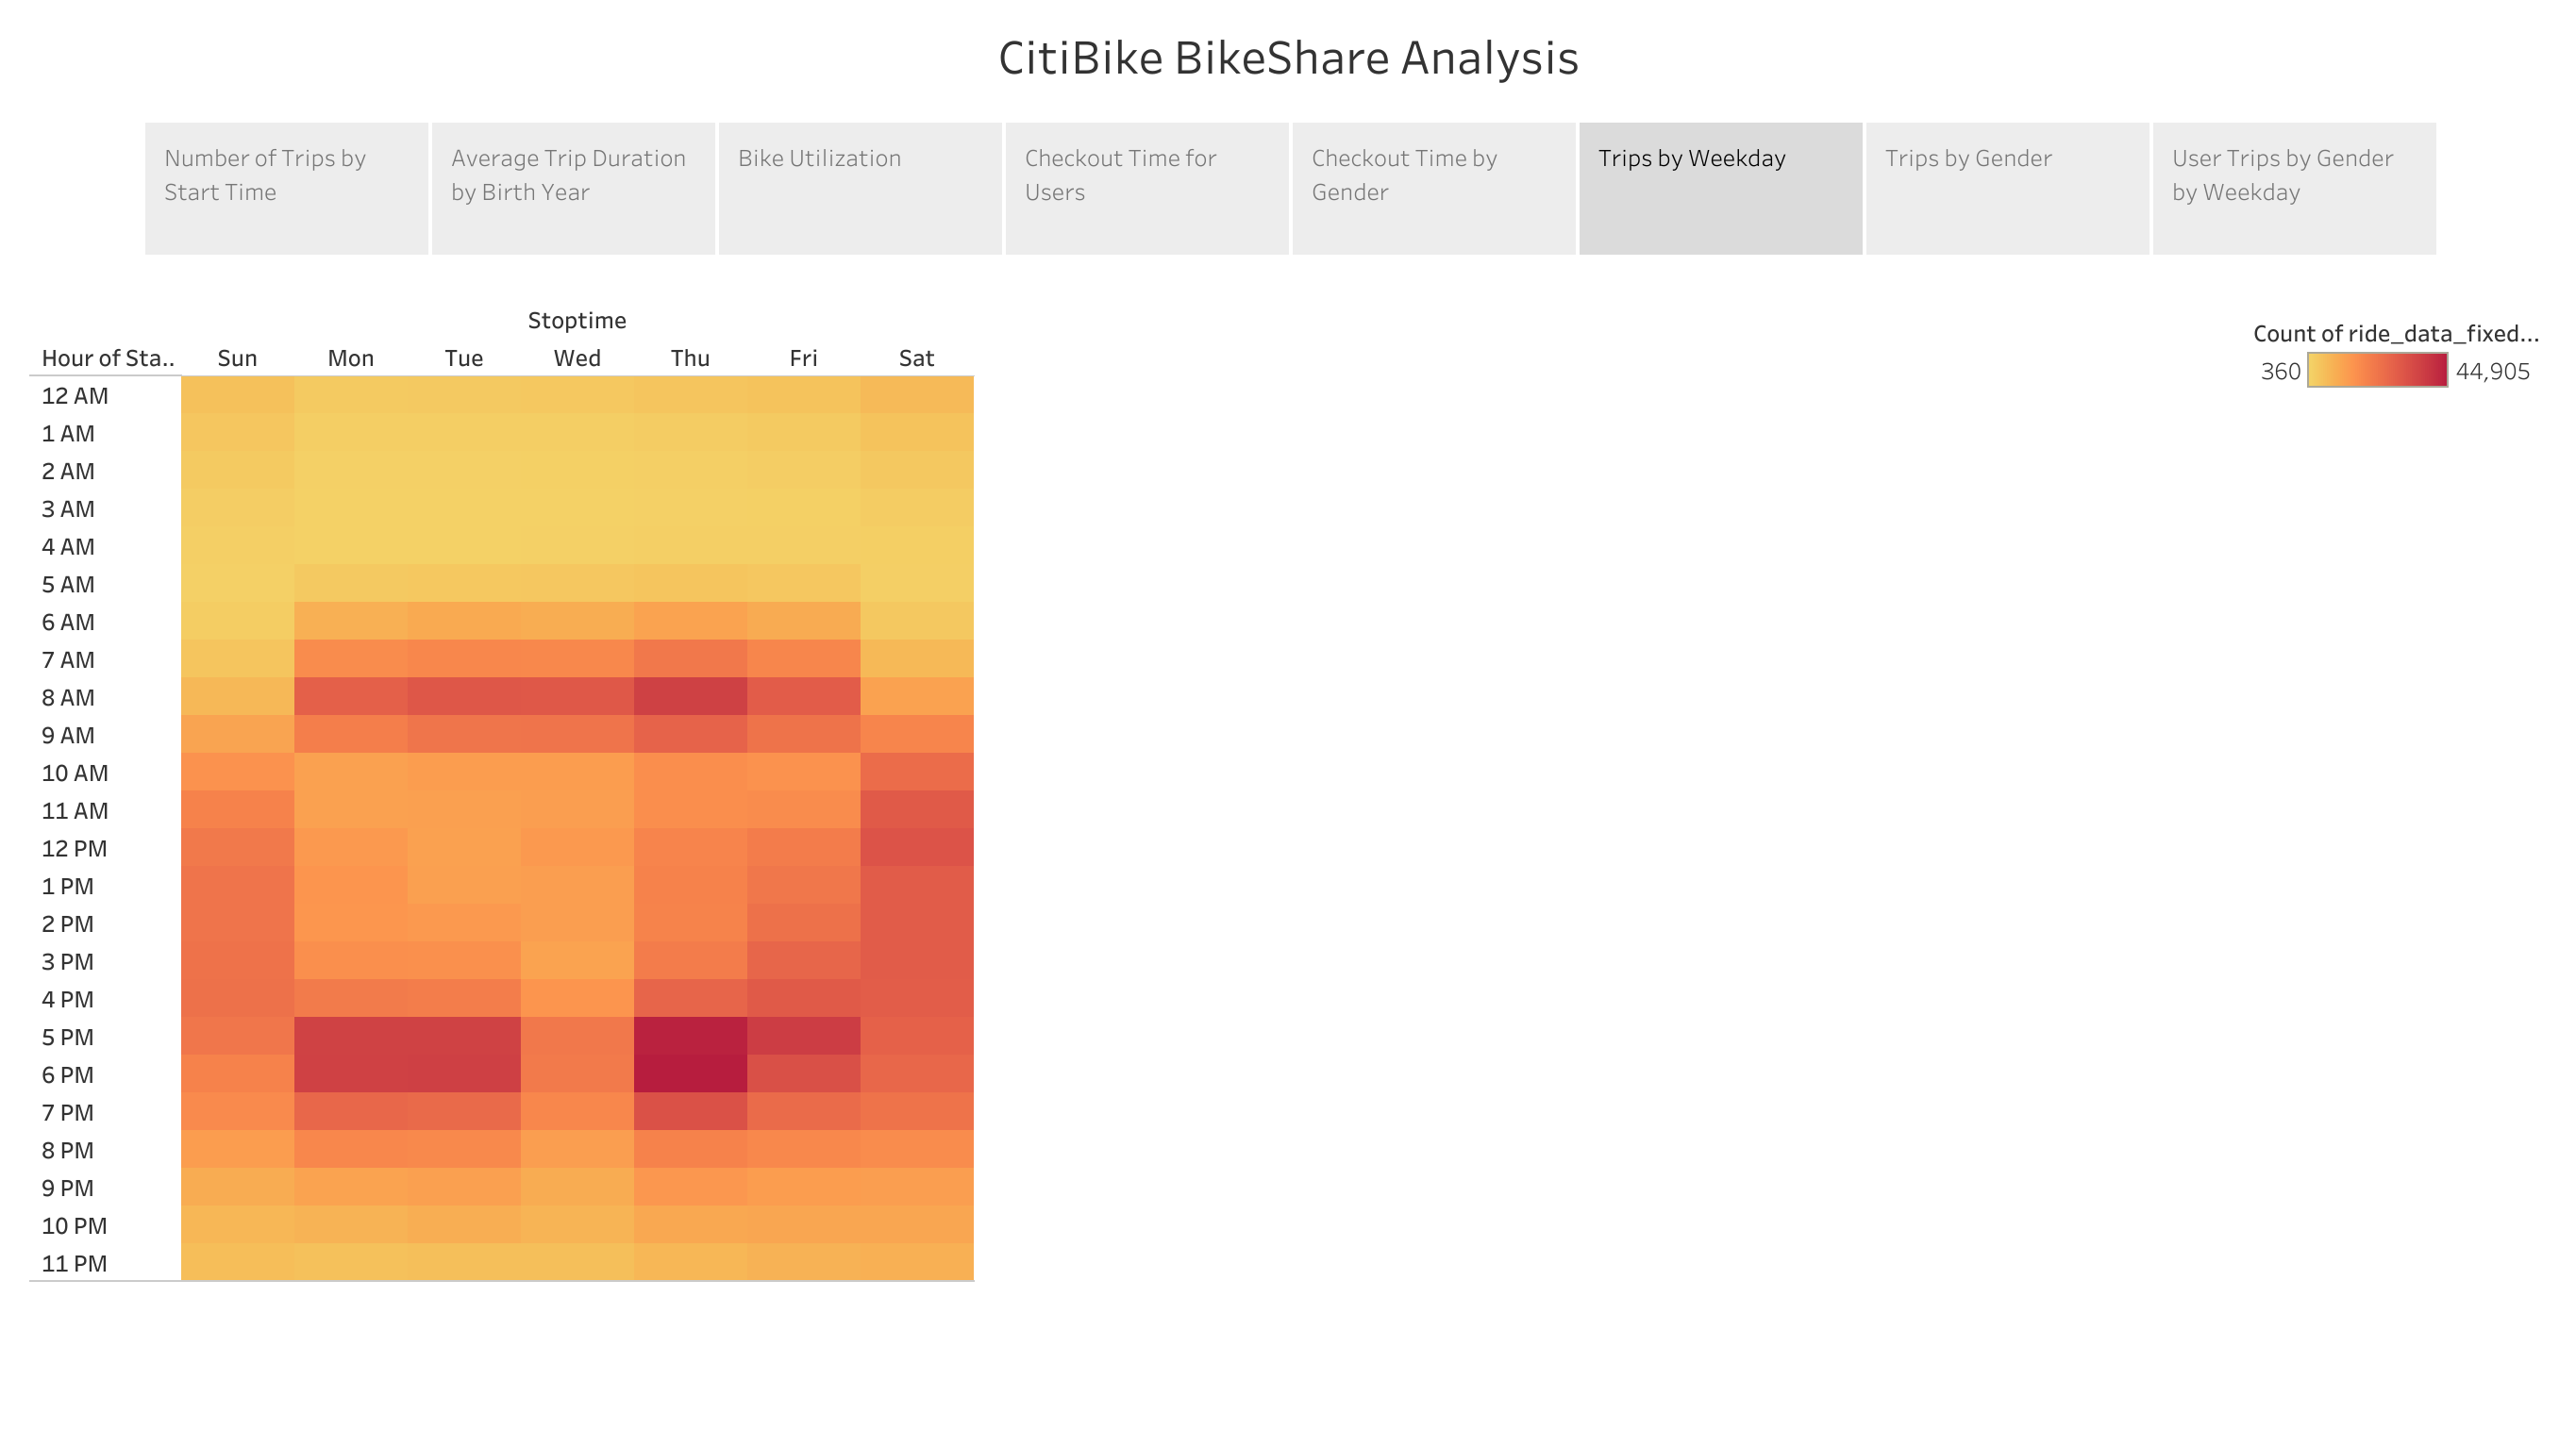 CitiBike BikeShare Analysis
Number of Trips by
Start Time
Average Trip Duration
by Birth Year
Bike Utilization
Checkout Time for
Users
Checkout Time by
Gender
Trips by Weekday
Trips by Gender
User Trips by Gender
by Weekday
Stoptime
Hour of Sta.. Sun Mon Tue Wed Thu Fri Sat
12 AM
1 AM
2 AM
3 AM
4 AM
5 AM
6 AM
7 AM
8 AM
9 AM
10 AM
11 AM
12 PM
1 PM
2 PM
3 PM
4 PM
5 PM
6 PM
7 PM
8 PM
9 PM
10 PM
11 PM
Count of ride_data_fixed...
360 44,905